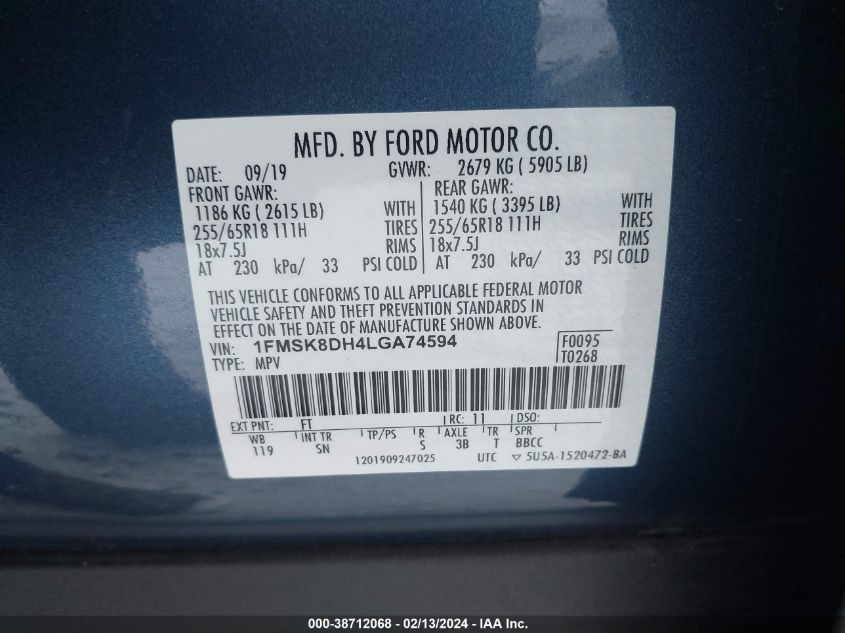 MFD. BY FORD MOTOR CO.
DATE: 09/19 GVWR: 2679 KG ( 5905 LB)
FRONT GAWR: REAR GAWR:
1186 KG ( 2615 LB) WITH 1540 KG ( 3395 LB) WITH
255/65R18 111H TIRES 255/65R18 111H TIRES
18x7.5J RIMS 18x7.5J RIMS
AT 230 kPa/ 33 PSI COLD AT 230 kPa/ 33 PSI COLD
THIS VEHICLE CONFORMS TO ALL APPLICABLE FEDERAL MOTOR
VEHICLE SAFETY AND THEFT PREVENTION STANDARDS IN
EFFECT ON THE DATE OF MANUFACTURE SHOWN ABOVE.
VIN: 1FMSK8DH4LGA74594 F0095
TYPE: MPV T0268
EXT PNT: FT RC: 11 DSO:
WB INT TR TP/PS R AXLE TR SPR
119 SN S 3B T BBCC
1201909247025 UTC ▽ 5U5A-1520472-BA
000-38712068 - 02/13/2024 - IAA Inc.